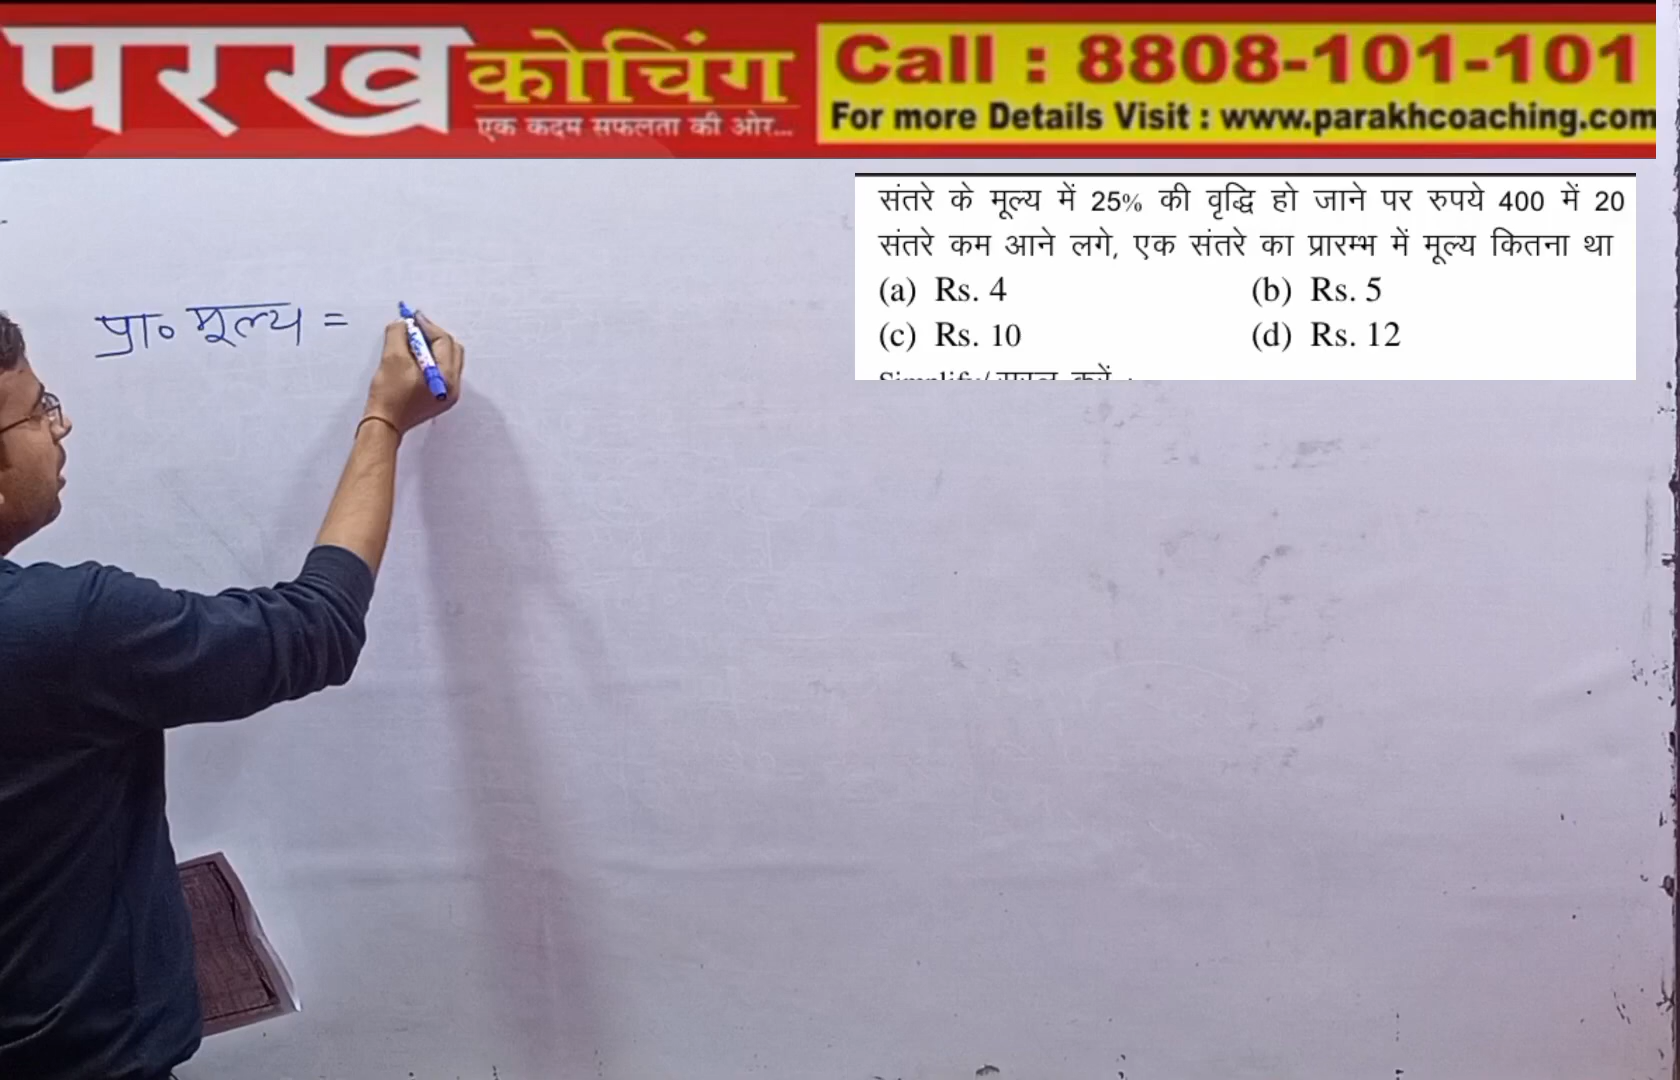 परख कोचिंग
एक कदम सफलता की ओर...
Call : 8808-101-101
For more Details Visit : www.parakhcoaching.com
संतरे के मूल्य में 25% की वृद्धि हो जाने पर रुपये 400 में 20
संतरे कम आने लगे, एक संतरे का प्रारम्भ में मूल्य कितना था
(a) Rs. 4 (b) Rs. 5
(c) Rs. 10 (d) Rs. 12
प्रा० मूल्य =